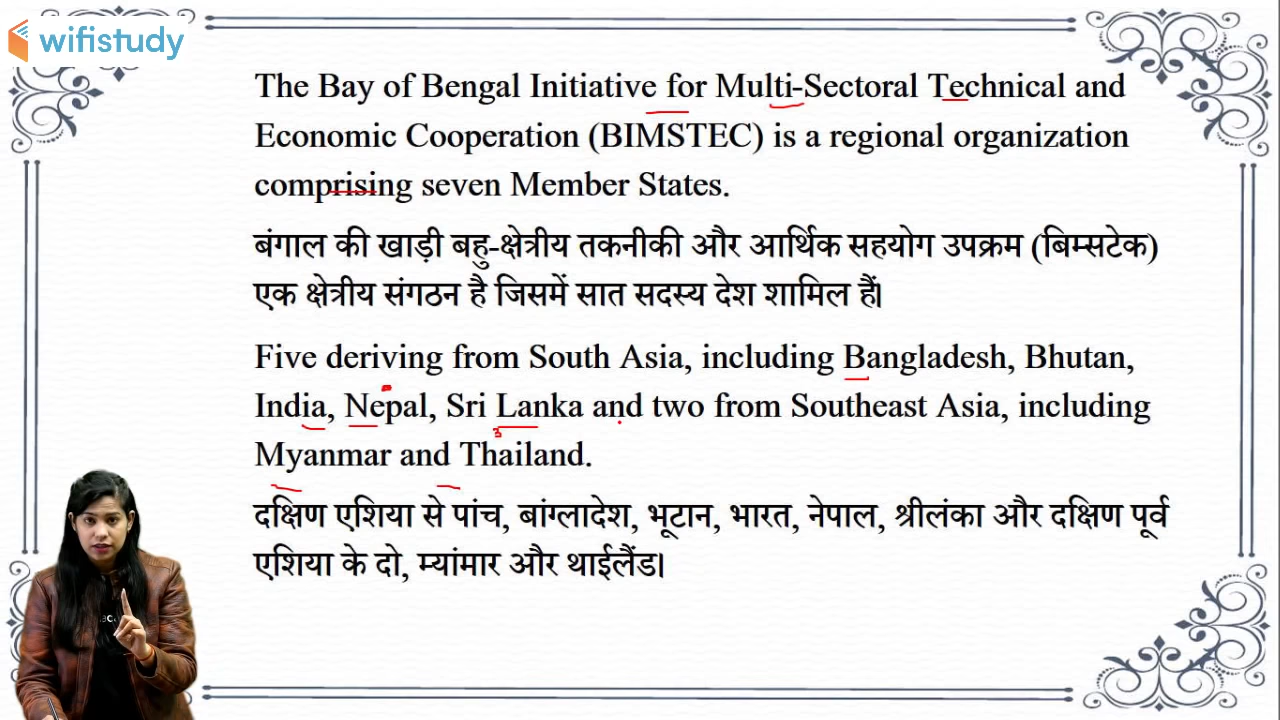 wifistudy
The Bay of Bengal Initiative for Multi-Sectoral Technical and
Economic Cooperation (BIMSTEC) is a regional organization
comprising seven Member States.
बंगाल की खाड़ी बहु-क्षेत्रीय तकनीकी और आर्थिक सहयोग उपक्रम (बिम्सटेक)
एक क्षेत्रीय संगठन है जिसमें सात सदस्य देश शामिल हैं।
Five deriving from South Asia, including Bangladesh, Bhutan,
India, Nepal, Sri Lanka and two from Southeast Asia, including
Myanmar and Thailand.
दक्षिण एशिया से पांच, बांग्लादेश, भूटान, भारत, नेपाल, श्रीलंका और दक्षिण पूर्व
एशिया के दो, म्यांमार और थाईलैंड।